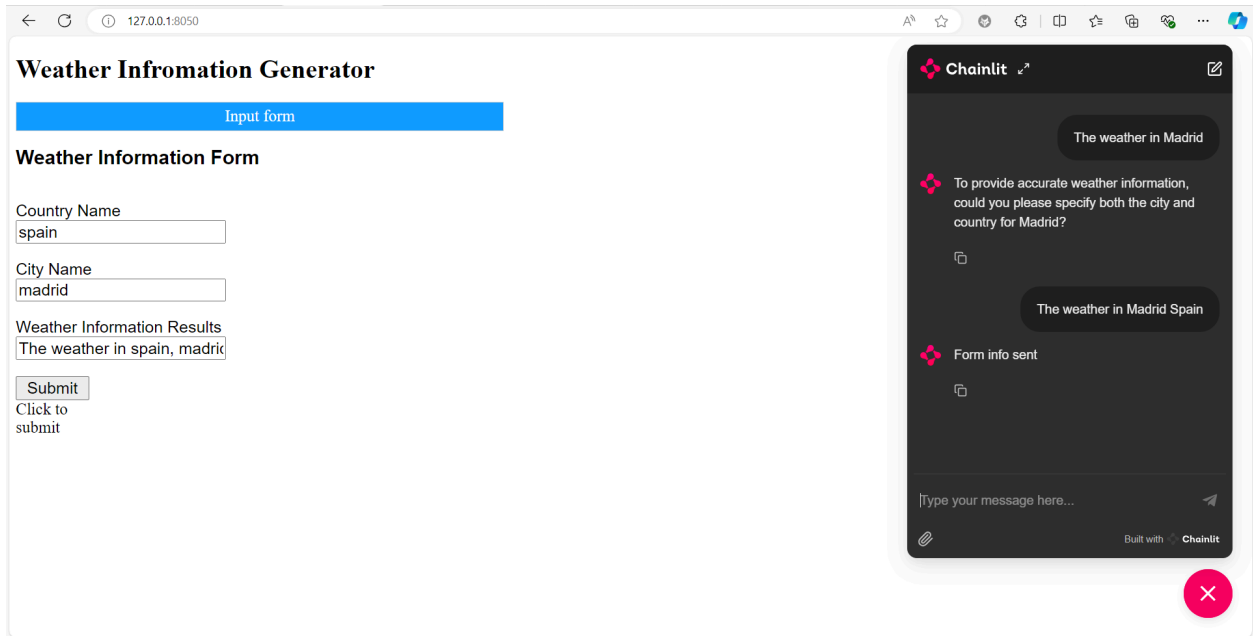 127.0.0.1:8050
Weather Infromation Generator
Input form
Weather Information Form
Country Name
spain
City Name
madrid
Weather Information Results
The weather in spain, madric
Submit
Click to
submit
Chainlit
The weather in Madrid
To provide accurate weather information,
could you please specify both the city and
country for Madrid?
The weather in Madrid Spain
Form info sent
Type your message here...
Built with Chainlit